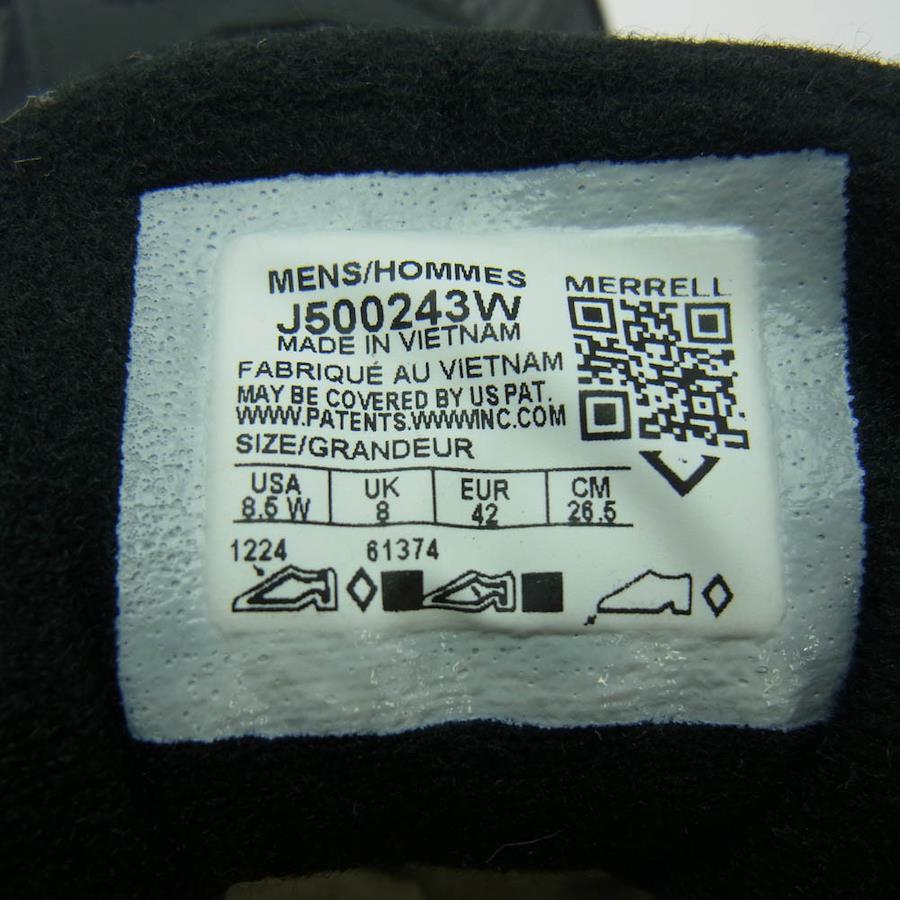 MENS/HOMMES
MERRELL
J500243W
MADE IN VIETNAM
FABRIQUÉ AU VIETNAM
MAY BE COVERED BY US PAT.
WWW.PATENTS.WWWINC.COM
SIZE/GRANDEUR
USA UK EUR CM
8.5 W 8 42 26.5
1224 61374